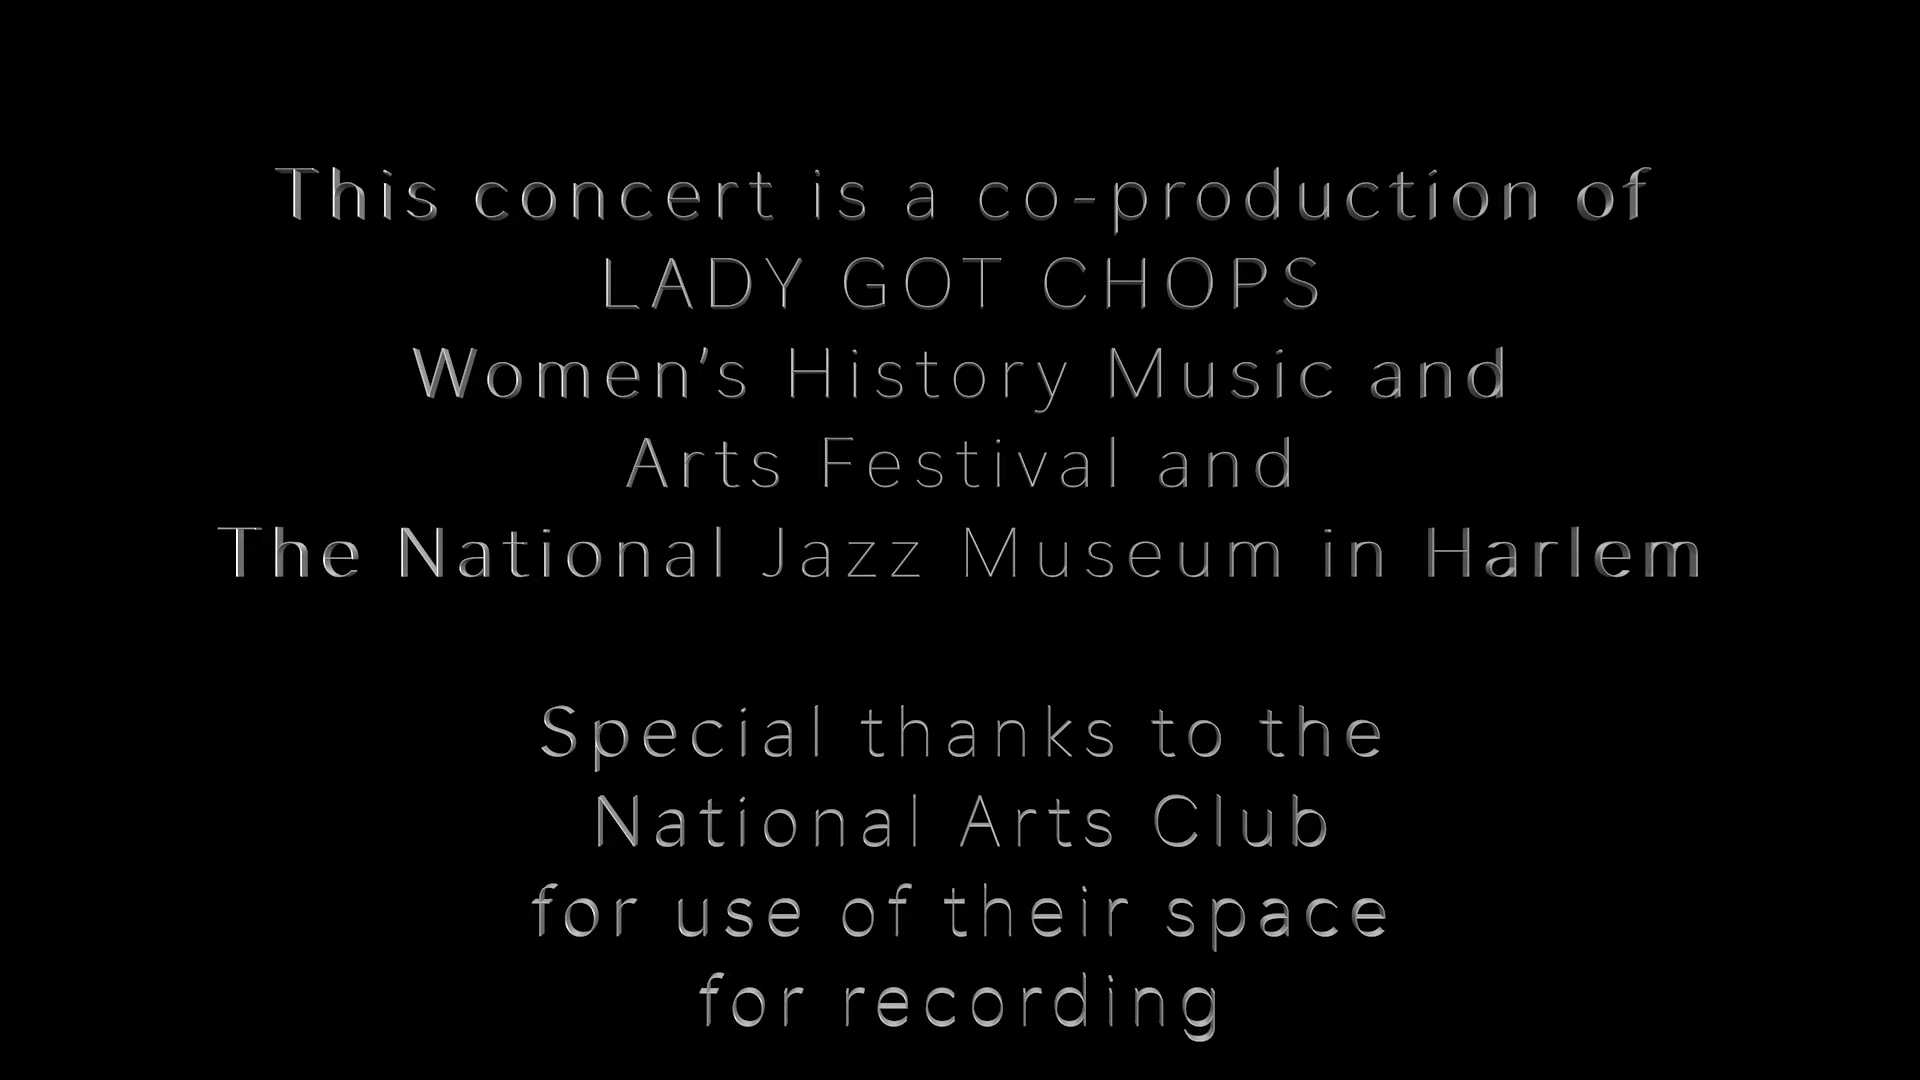 This concert is a co-production of
LADY GOT CHOPS
Women’s History Music and
Arts Festival and
The National Jazz Museum in Harlem
Special thanks to the
National Arts Club
for use of their space
for recording